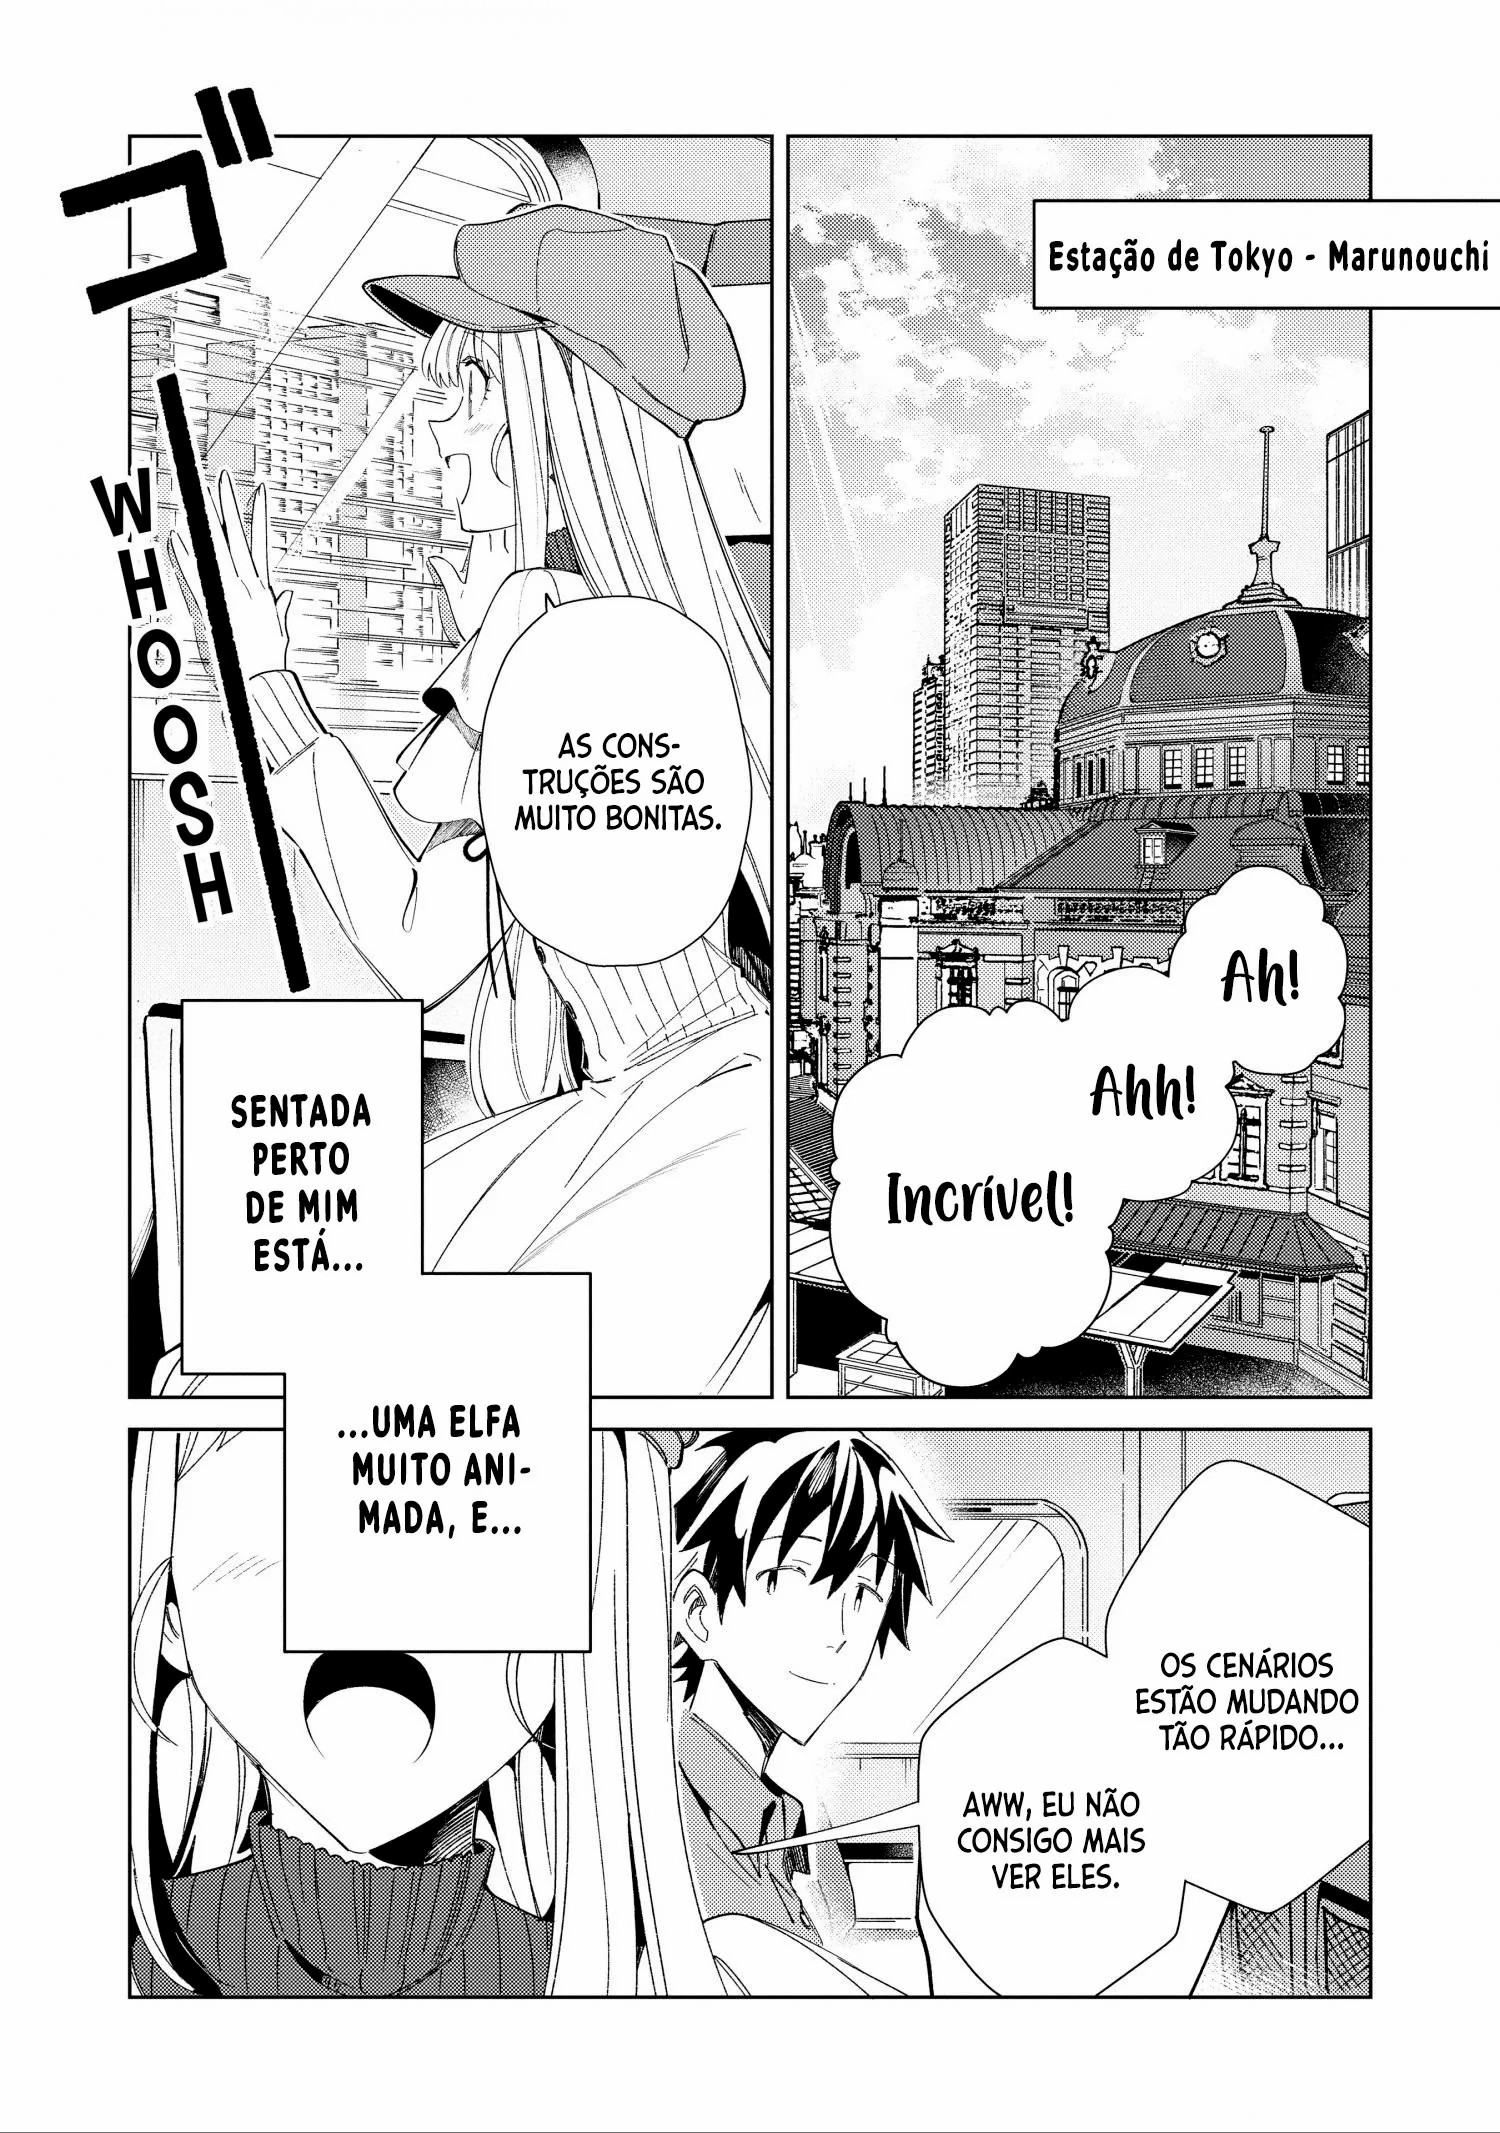 Estação de Tokyo - Marunouchi
Ah!
Ahh!
Incrível!
ゴ
ー
WHOOSH
AS CONS-
TRUÇÕES SÃO
MUITO BONITAS.
SENTADA
PERTO
DE MIM
ESTÁ...
...UMA ELFA
MUITO ANI-
MADA, E...
OS CENÁRIOS
ESTÃO MUDANDO
TÃO RÁPIDO...
AWW, EU NÃO
CONSIGO MAIS
VER ELES.